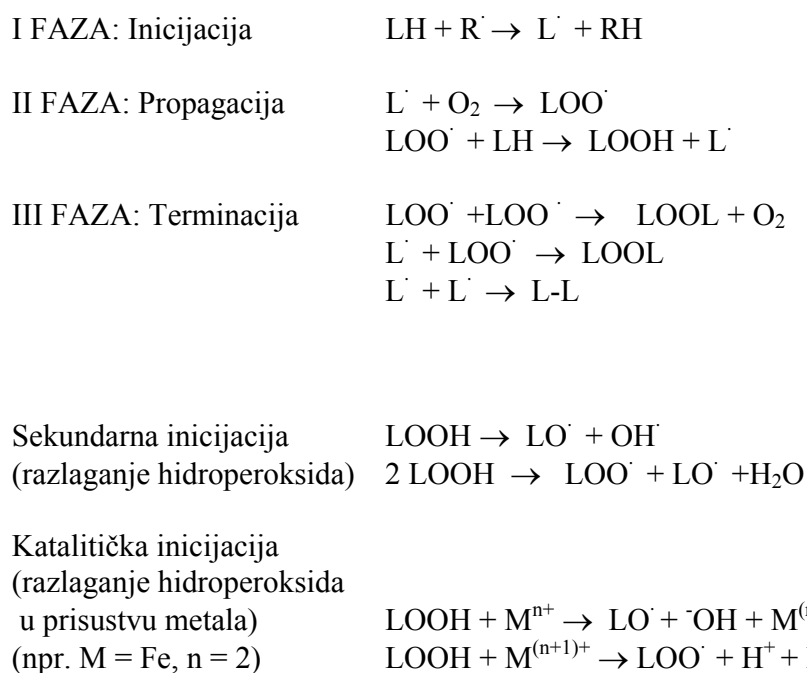 I FAZA: Inicijacija LH + R˙ → L˙ + RH
II FAZA: Propagacija L˙ + O₂ → LOO˙
LOO˙ + LH → LOOH + L˙
III FAZA: Terminacija LOO˙ +LOO˙ → LOOL + O₂
L˙ + LOO˙ → LOOL
L˙ + L˙ → L-L
Sekundarna inicijacija LOOH → LO˙ + OH˙
(razlaganje hidroperoksida) 2 LOOH → LOO˙ + LO˙ +H₂O
Katalitička inicijacija
(razlaganje hidroperoksida
u prisustvu metala) LOOH + Mⁿ⁺ → LO˙ + ⁻OH + M⁽
(npr. M = Fe, n = 2) LOOH + M⁽ⁿ⁺¹⁾⁺ → LOO˙ + H⁺ +